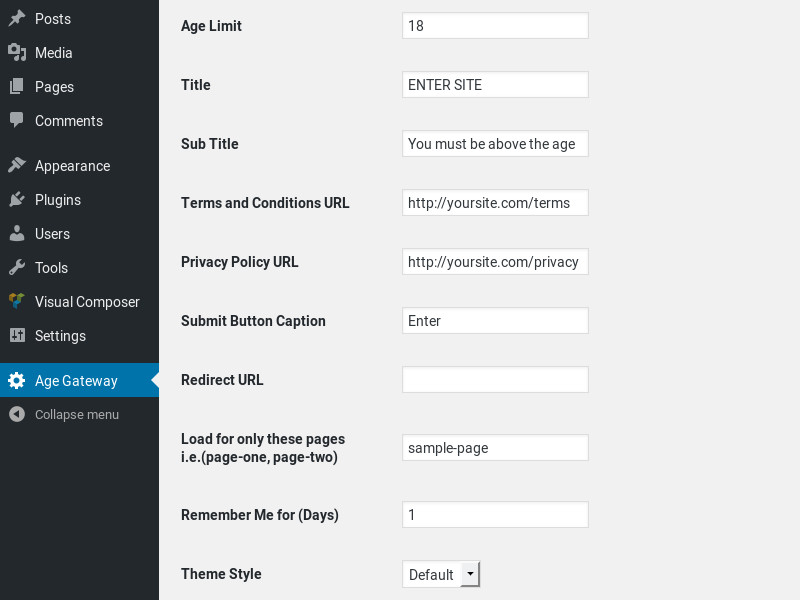 Posts
Media
Pages
Comments
Appearance
Plugins
Users
Tools
Visual Composer
Settings
Age Gateway
Collapse menu
Age Limit
18
Title
ENTER SITE
Sub Title
You must be above the age
Terms and Conditions URL
http://yoursite.com/terms
Privacy Policy URL
http://yoursite.com/privacy
Submit Button Caption
Enter
Redirect URL
Load for only these pages
i.e.(page-one, page-two)
sample-page
Remember Me for (Days)
1
Theme Style
Default